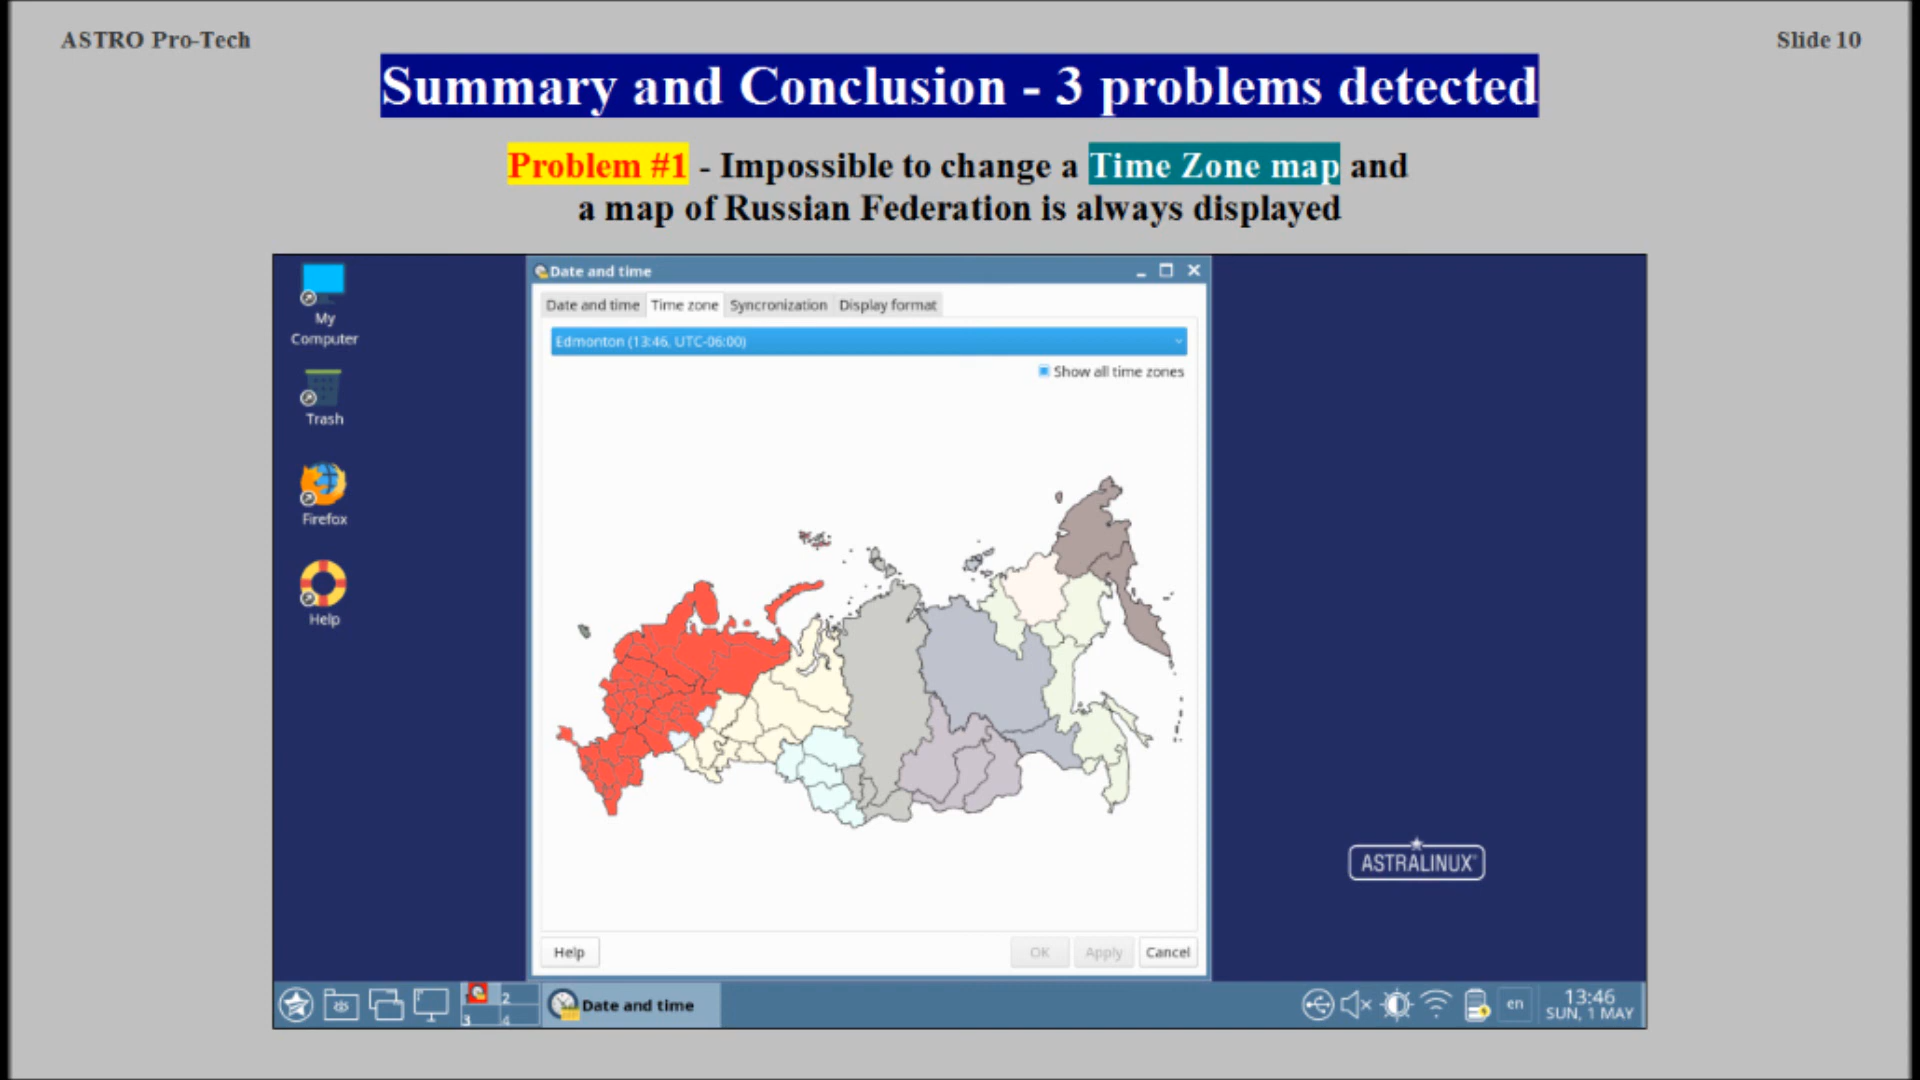 ASTRO Pro-Tech
Slide 10
Summary and Conclusion - 3 problems detected
Problem #1 - Impossible to change a Time Zone map and
a map of Russian Federation is always displayed
My
Computer
Trash
Firefox
Help
Date and time
Date and time
Time zone
Syncronization
Display format
Edmonton (13:46, UTC-06:00)
Show all time zones
ASTRALINUX
Help
OK
Apply
Cancel
2
3
4
Date and time
en
13:46
SUN, 1 MAY